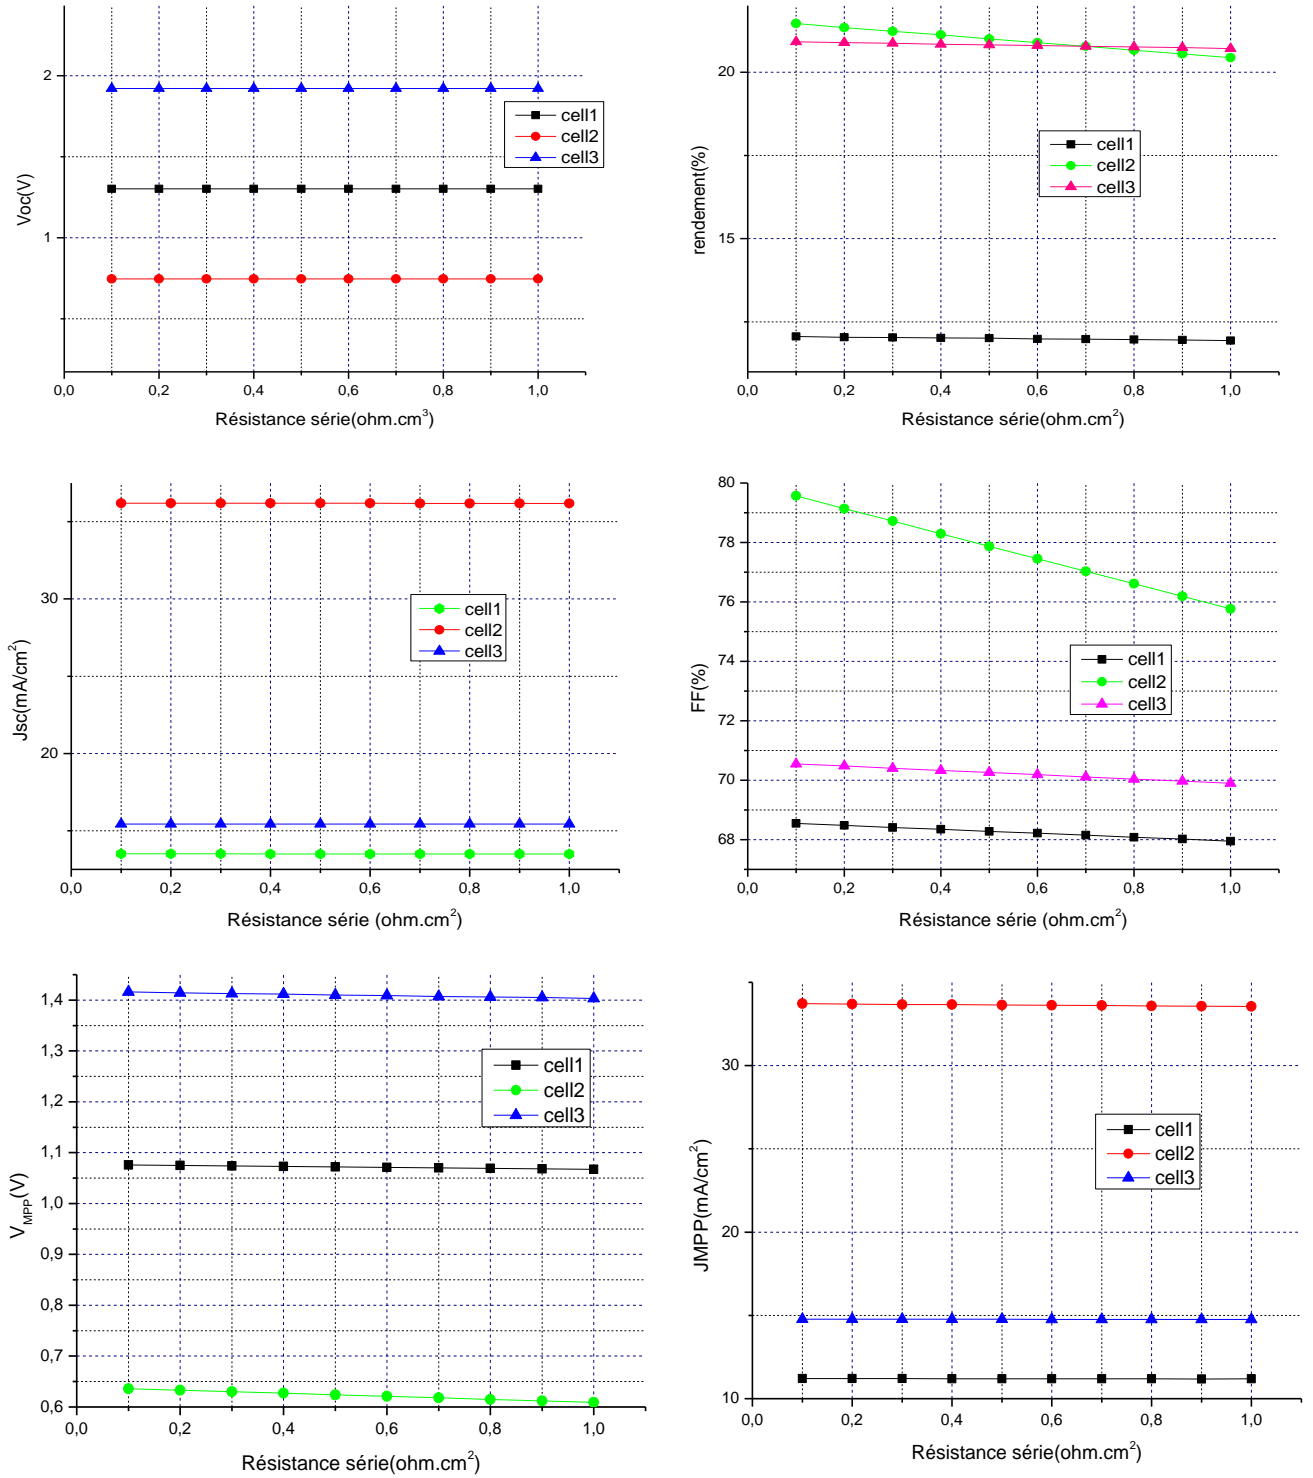 2
1
Voc(V)
cell1
cell2
cell3
0,0 0,2 0,4 0,6 0,8 1,0
Résistance série(ohm.cm³)
20
15
rendement(%)
cell1
cell2
cell3
0,0 0,2 0,4 0,6 0,8 1,0
Résistance série(ohm.cm²)
30
20
Jsc(mA/cm²)
cell1
cell2
cell3
0,0 0,2 0,4 0,6 0,8 1,0
Résistance série (ohm.cm²)
80
78
76
74
72
70
68
FF(%)
cell1
cell2
cell3
0,0 0,2 0,4 0,6 0,8 1,0
Résistance série (ohm.cm²)
1,4
1,3
1,2
1,1
1,0
0,9
0,8
0,7
0,6
V_MPP(V)
cell1
cell2
cell3
0,0 0,2 0,4 0,6 0,8 1,0
Résistance série(ohm.cm²)
30
20
10
JMPP(mA/cm²)
cell1
cell2
cell3
0,0 0,2 0,4 0,6 0,8 1,0
Résistance série(ohm.cm²)